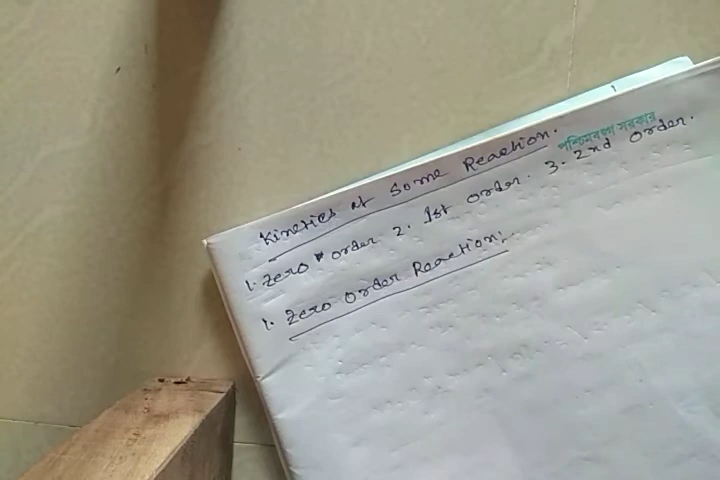 Kinetics of Some Reaction.
পশ্চিমবঙ্গ সরকার
1. Zero order 2. 1st order. 3. 2nd order.
1. Zero order Reaction:-